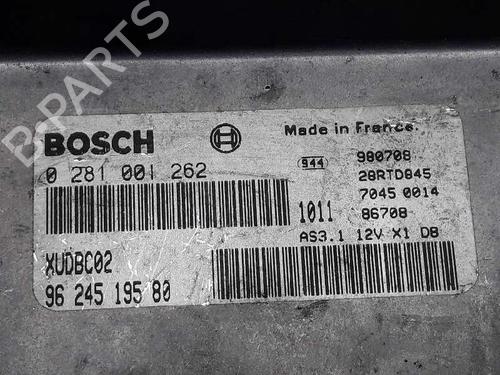 B-PARTS
BOSCH
Made in France.
0 281 001 262
944 980708
28RTD845
7045 0014
1011 86708
AS3.1 12V X1 DB
XUDBC02
96 245 195 80